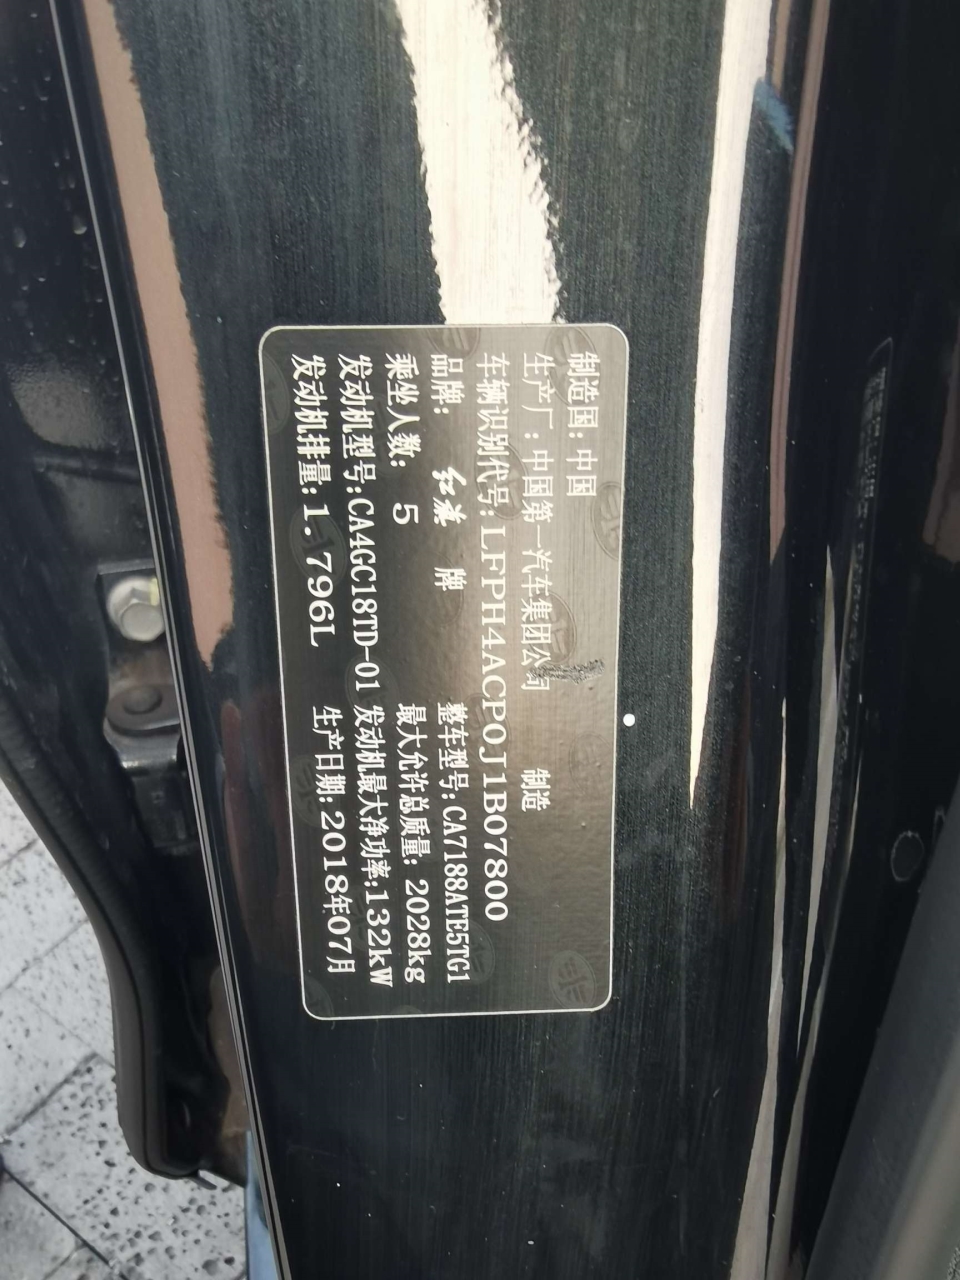 制造国:中国
生产厂:中国第一汽车集团公司 制造
车辆识别代号:LFPH4ACP0J1B07800
品牌: 红旗 牌 整车型号:CA7188ATE5TG1
乘坐人数: 5 最大允许总质量: 2028kg
发动机型号:CA4GC18TD-01 发动机最大净功率:132kW
发动机排量:1.796L 生产日期:2018年07月